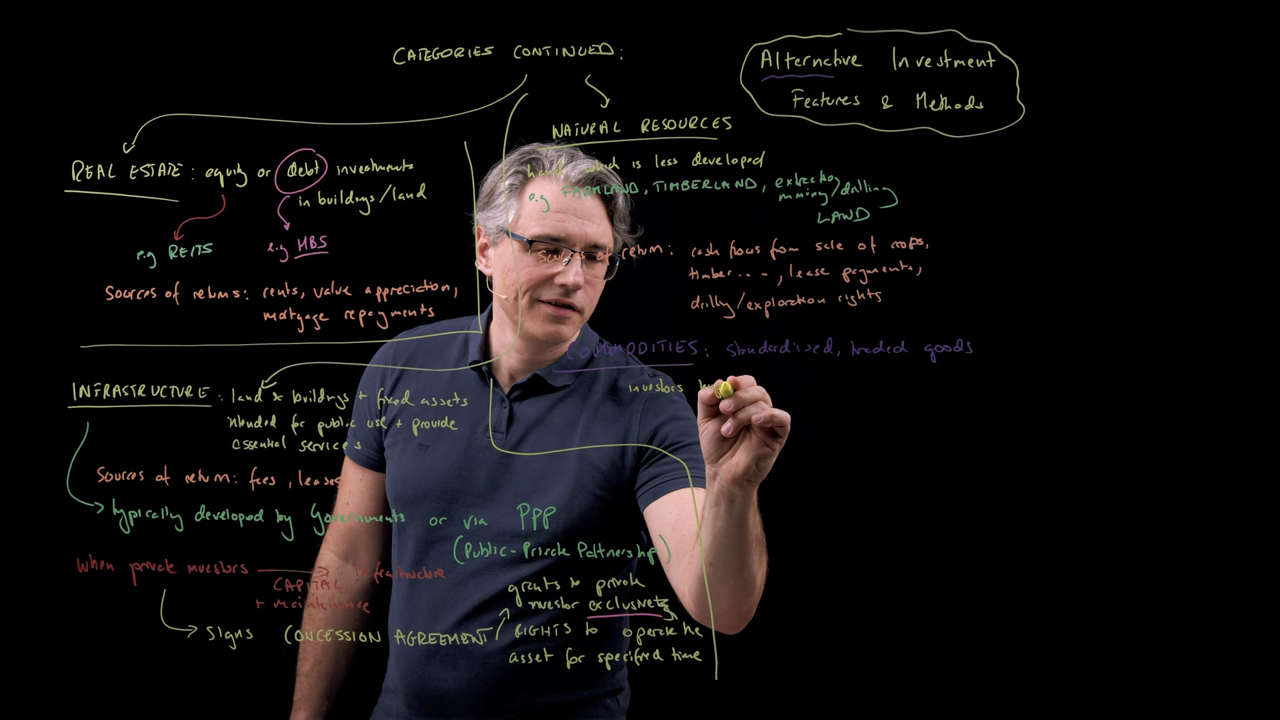 CATEGORIES CONTINUED:
Alternative Investment
Features & Methods
REAL ESTATE: equity or debt investments
in buildings/land
e.g REITS
e.g MBS
Sources of returns: rents, value appreciation,
mortgage repayments
NATURAL RESOURCES
which is less developed
e.g FARMLAND, TIMBERLAND, extraction
mining/drilling
LAND
return: cash flows from sale of crops,
timber...., lease payments,
drilling/exploration rights
COMMODITIES: standardised, traded goods
investors
INFRASTRUCTURE: land & buildings + fixed assets
intended for public use + provide
essential services
Sources of return: fees, leases
typically developed by Governments or via PPP
(Public-Private Partnership)
When private investors infrastructure
CAPITAL
+ maintenance
signs CONCESSION AGREEMENT
grants to private
investor exclusive
RIGHTS to operate the
asset for specified time